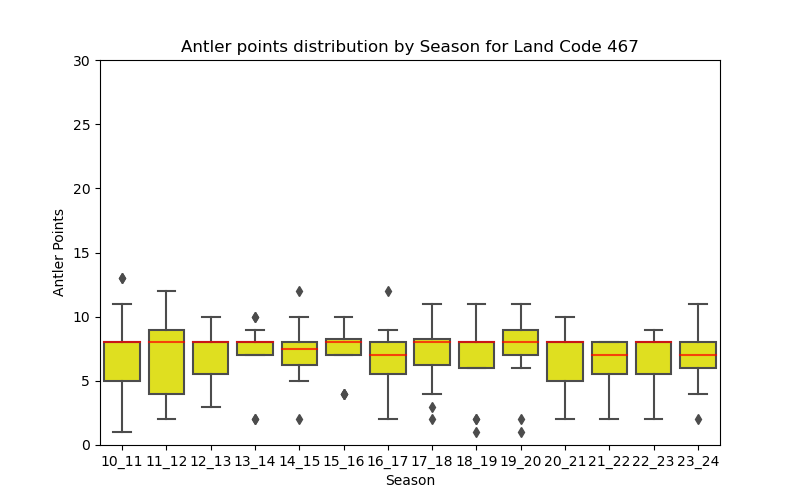 Antler points distribution by Season for Land Code 467
30
25
20
15
10
5
0
Antler Points
10_11 11_12 12_13 13_14 14_15 15_16 16_17 17_18 18_19 19_20 20_21 21_22 22_23 23_24
Season